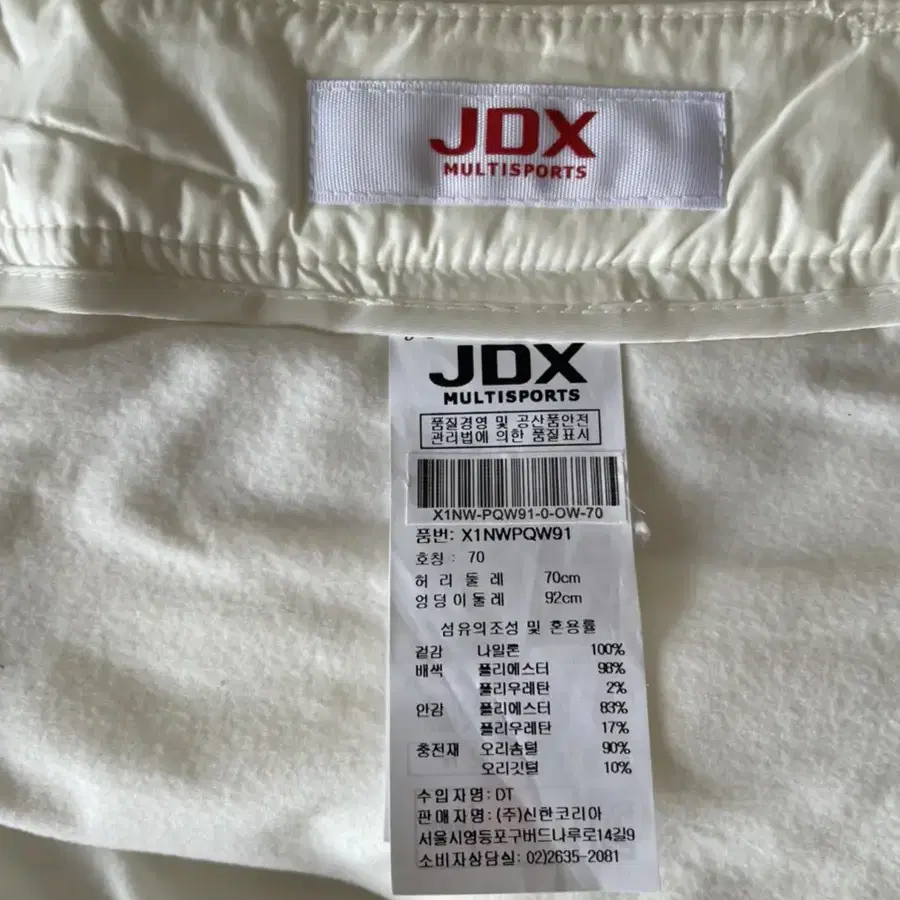 JDX
MULTISPORTS
JDX
MULTISPORTS
품질경영 및 공산품안전
관리법에 의한 품질표시
X1NW-PQW91-0-OW-70
품번: X1NWPQW91
호칭 : 70
허 리 둘 레 70cm
엉덩이둘레 92cm
섬유의조성 및 혼용률
겉감 나일론 100%
배색 폴리에스터 98%
폴리우레탄 2%
안감 폴리에스터 83%
폴리우레탄 17%
충전재 오리솜털 90%
오리깃털 10%
수입자명 : DT
판매자명 : (주)신한코리아
서울시영등포구버드나루로14길9
소비자상담실: 02)2635-2081